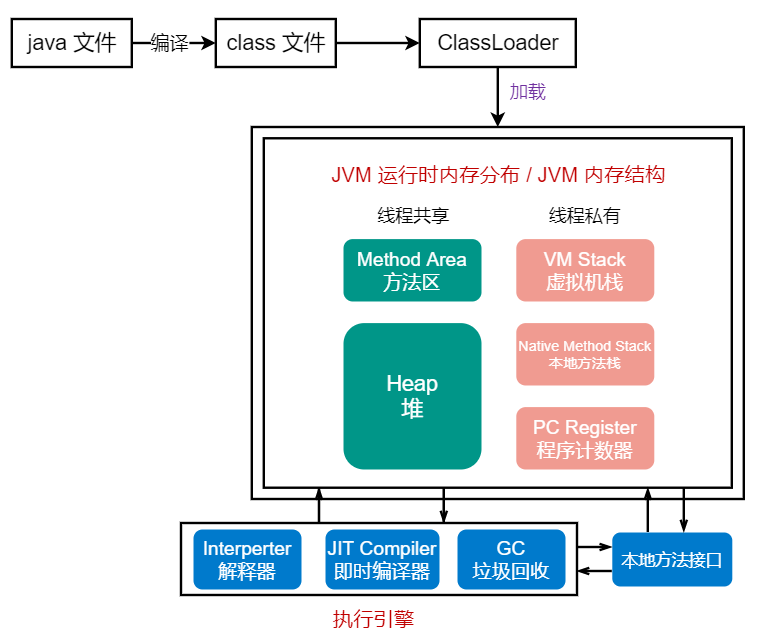 java 文件
编译
class 文件
ClassLoader
加载
JVM 运行时内存分布 / JVM 内存结构
线程共享
线程私有
Method Area
方法区
VM Stack
虚拟机栈
Heap
堆
Native Method Stack
本地方法栈
PC Register
程序计数器
Interperter
解释器
JIT Compiler
即时编译器
GC
垃圾回收
本地方法接口
执行引擎